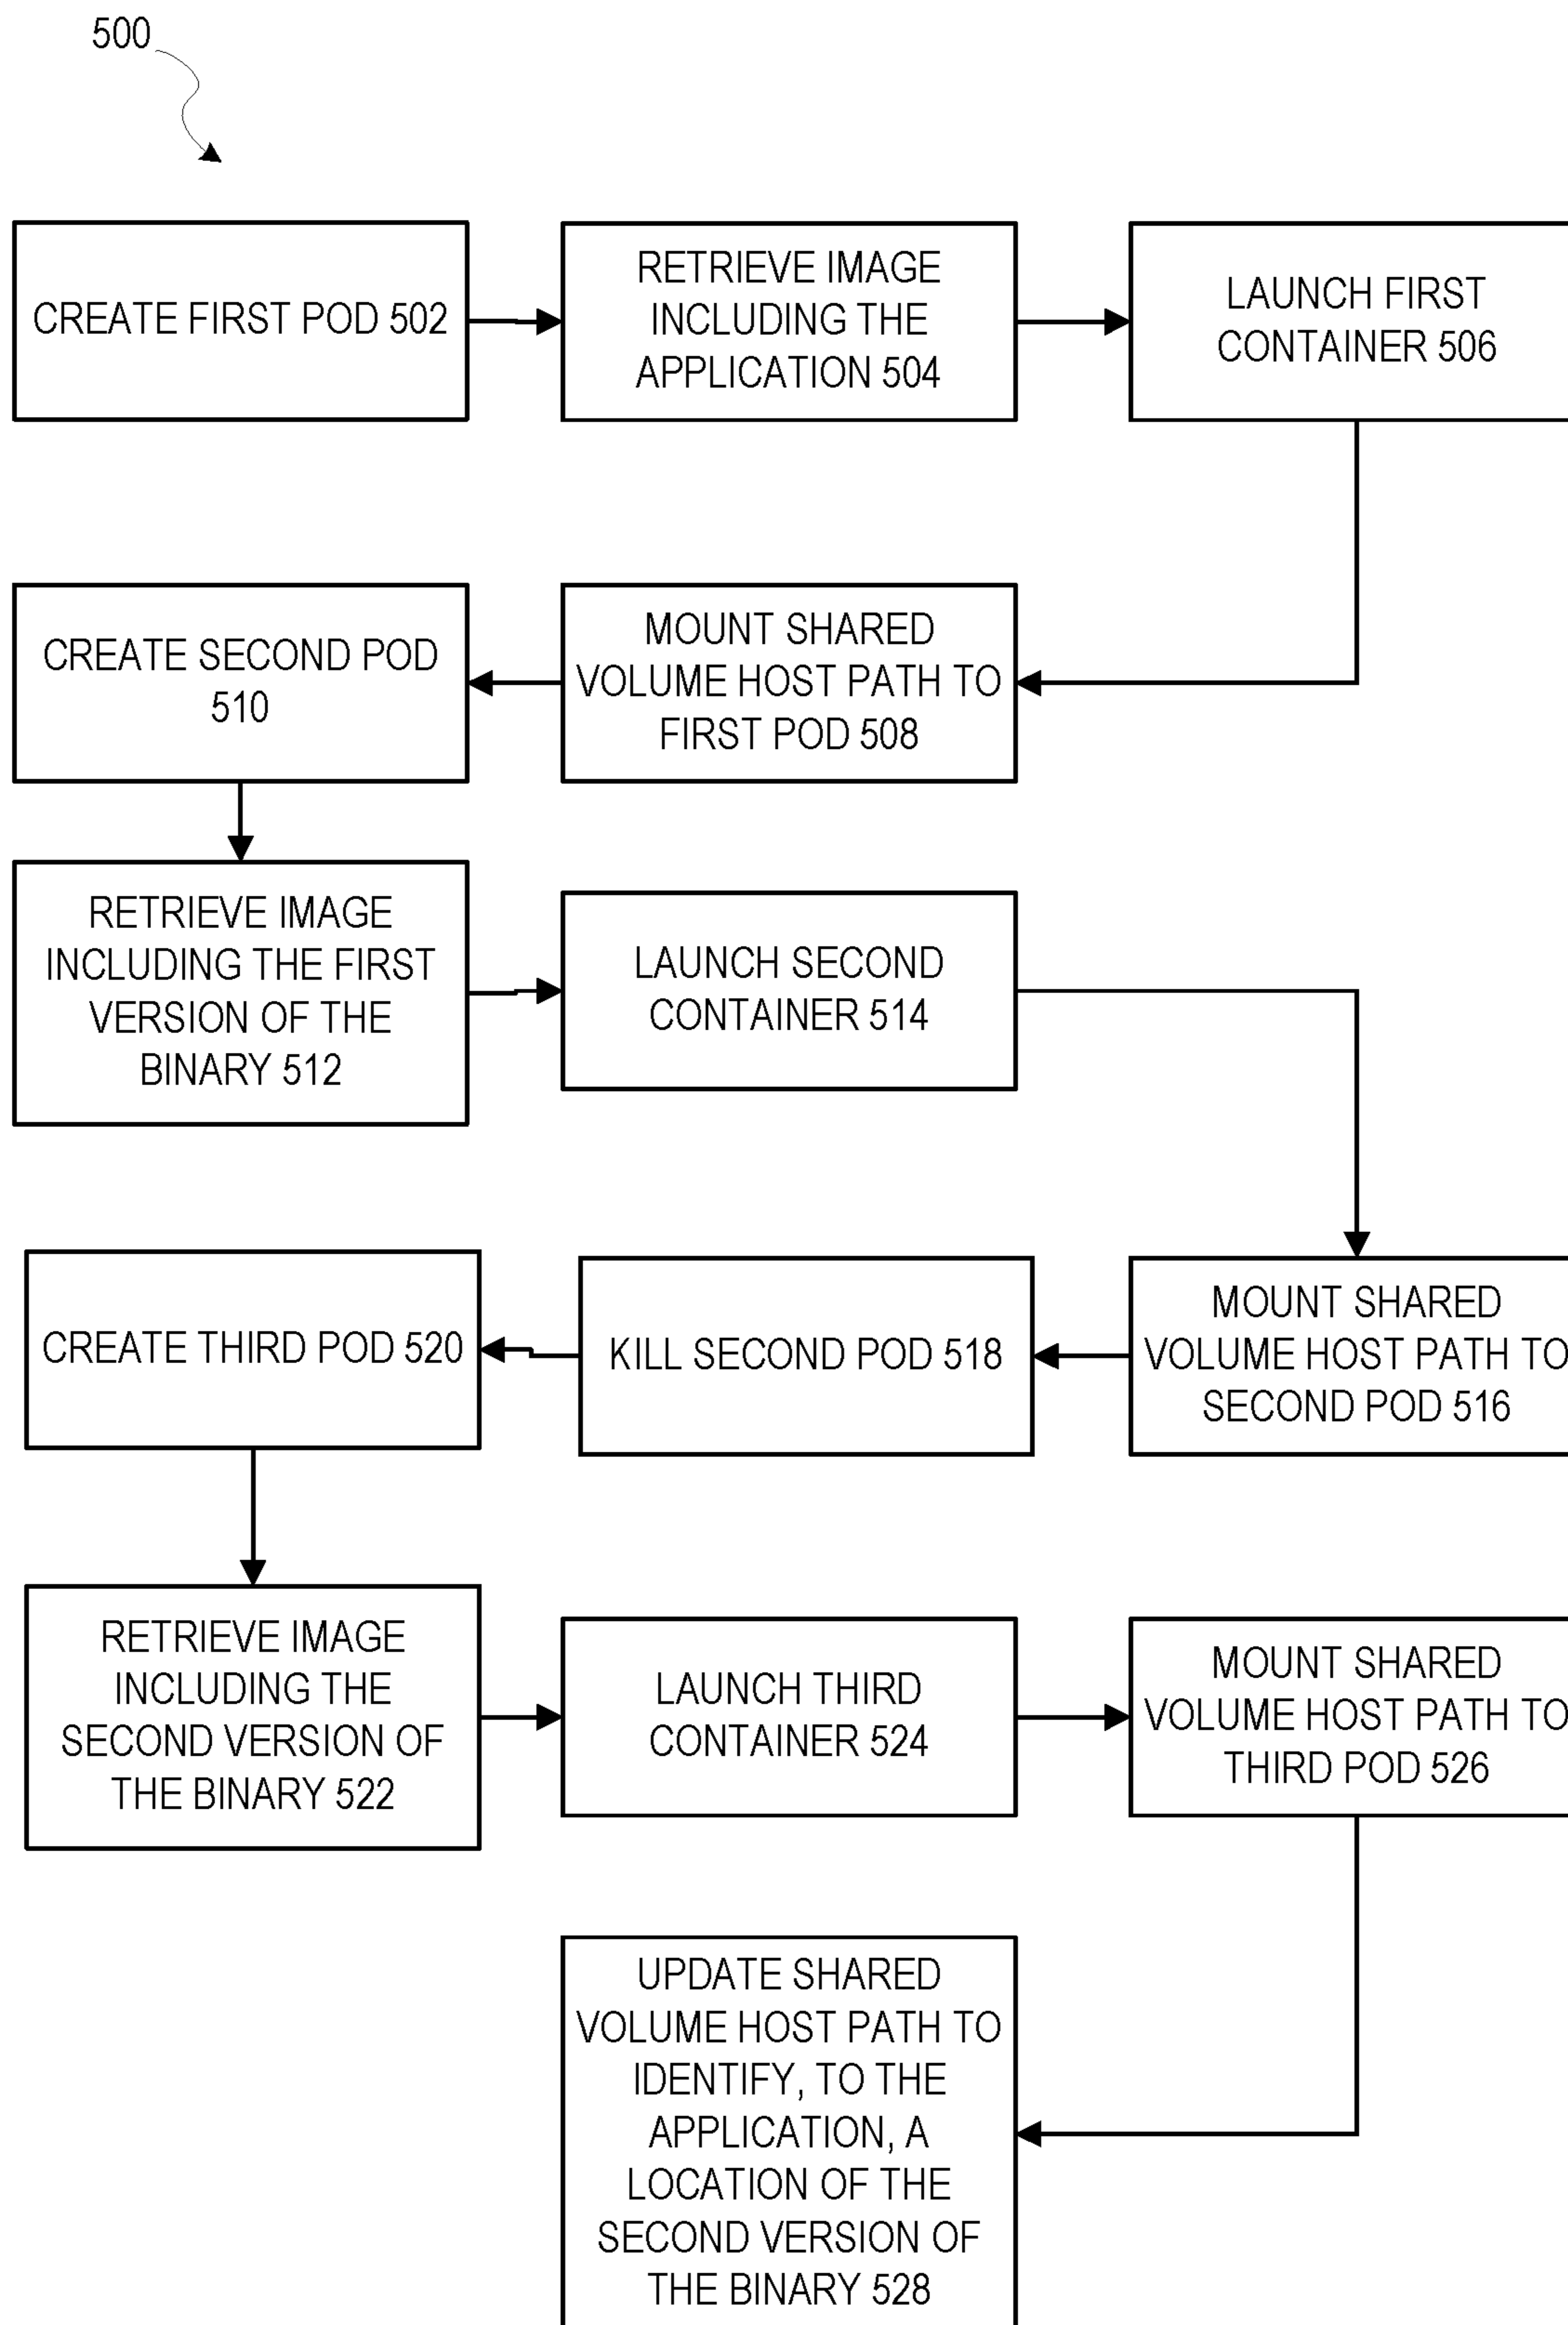 500
CREATE FIRST POD 502
RETRIEVE IMAGE
INCLUDING THE
APPLICATION 504
LAUNCH FIRST
CONTAINER 506
MOUNT SHARED
VOLUME HOST PATH TO
FIRST POD 508
CREATE SECOND POD
510
RETRIEVE IMAGE
INCLUDING THE FIRST
VERSION OF THE
BINARY 512
LAUNCH SECOND
CONTAINER 514
MOUNT SHARED
VOLUME HOST PATH TO
SECOND POD 516
KILL SECOND POD 518
CREATE THIRD POD 520
RETRIEVE IMAGE
INCLUDING THE
SECOND VERSION OF
THE BINARY 522
LAUNCH THIRD
CONTAINER 524
MOUNT SHARED
VOLUME HOST PATH TO
THIRD POD 526
UPDATE SHARED
VOLUME HOST PATH TO
IDENTIFY, TO THE
APPLICATION, A
LOCATION OF THE
SECOND VERSION OF
THE BINARY 528